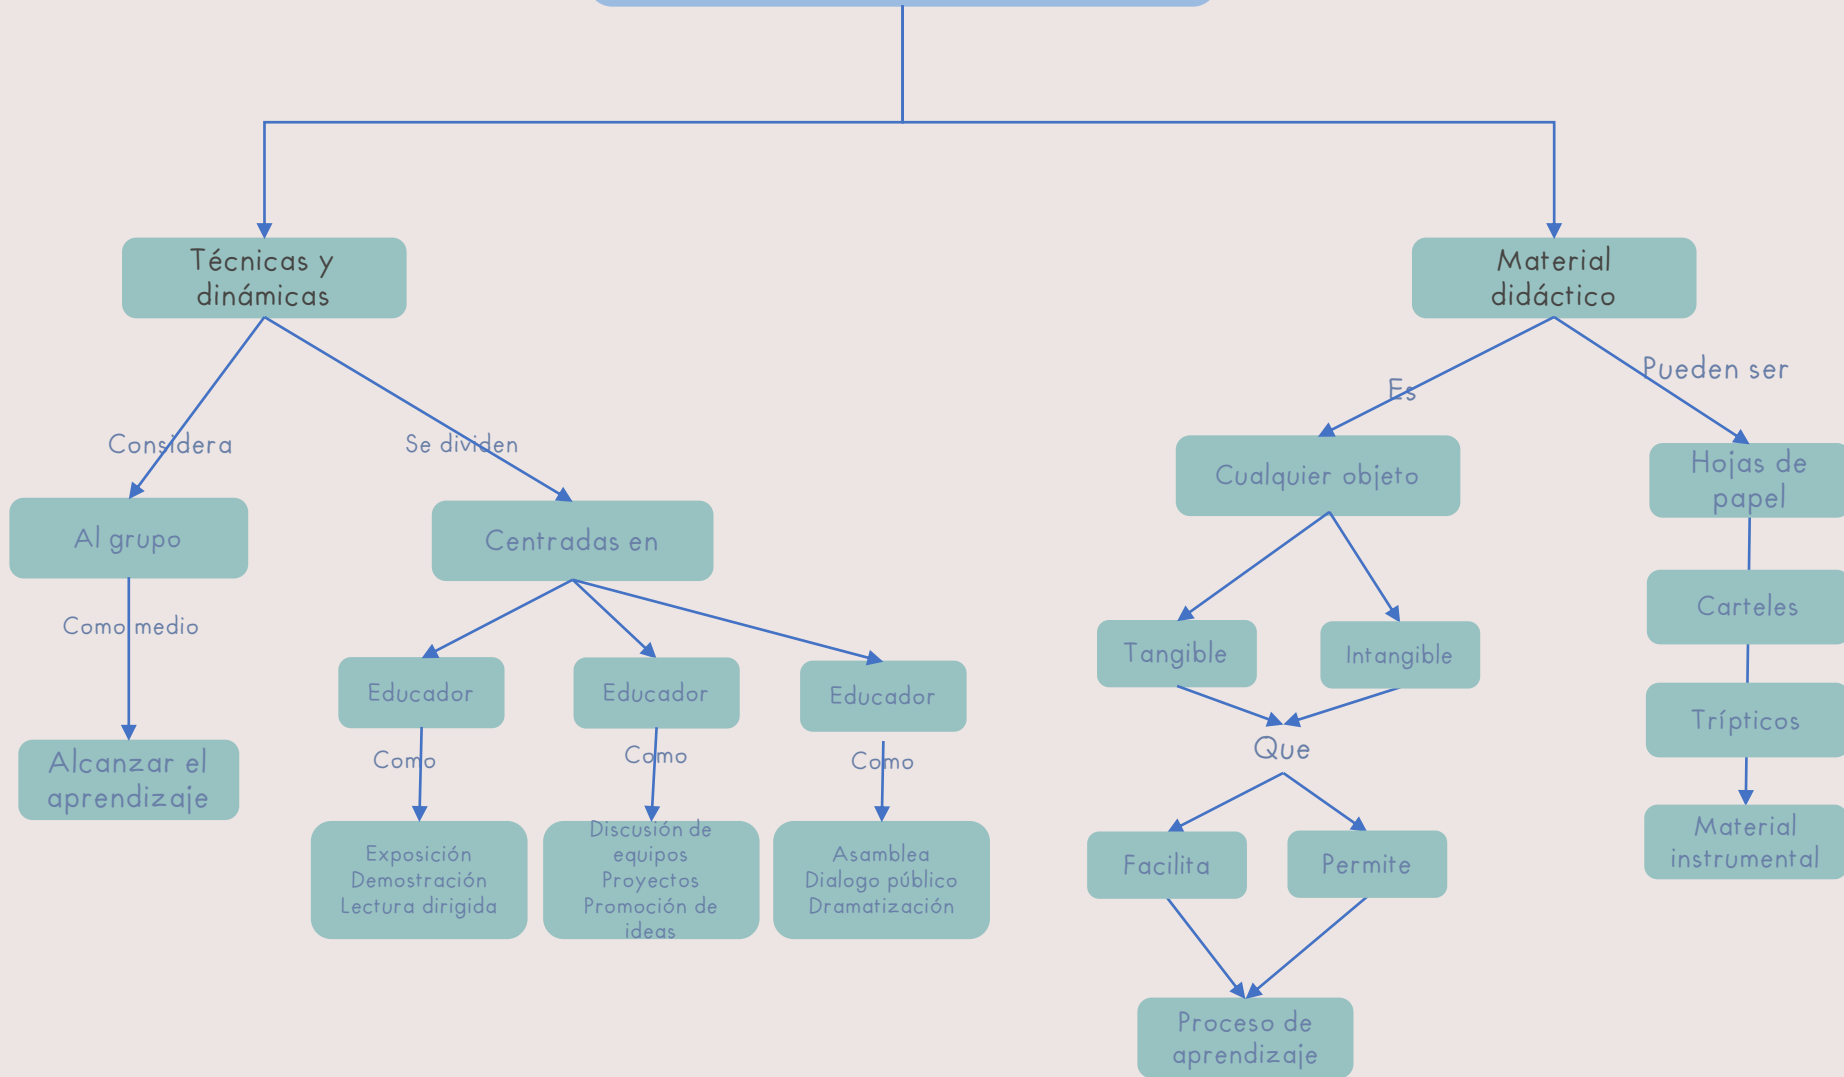 Técnicas y
dinámicas
Considera
Al grupo
Como medio
Alcanzar el
aprendizaje
Se dividen
Centradas en
Educador
Como
Exposición
Demostración
Lectura dirigida
Educador
Como
Discusión de
equipos
Proyectos
Promoción de
ideas
Educador
Como
Asamblea
Dialogo público
Dramatización
Material
didáctico
Es
Cualquier objeto
Tangible
Intangible
Que
Facilita
Permite
Proceso de
aprendizaje
Pueden ser
Hojas de
papel
Carteles
Trípticos
Material
instrumental